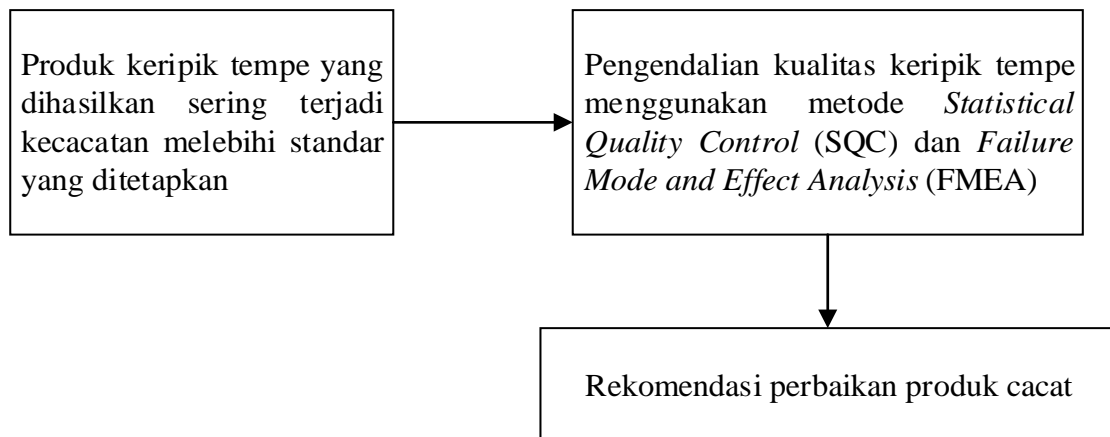 Produk keripik tempe yang
dihasilkan sering terjadi
kecacatan melebihi standar
yang ditetapkan
Pengendalian kualitas keripik tempe
menggunakan metode Statistical
Quality Control (SQC) dan Failure
Mode and Effect Analysis (FMEA)
Rekomendasi perbaikan produk cacat